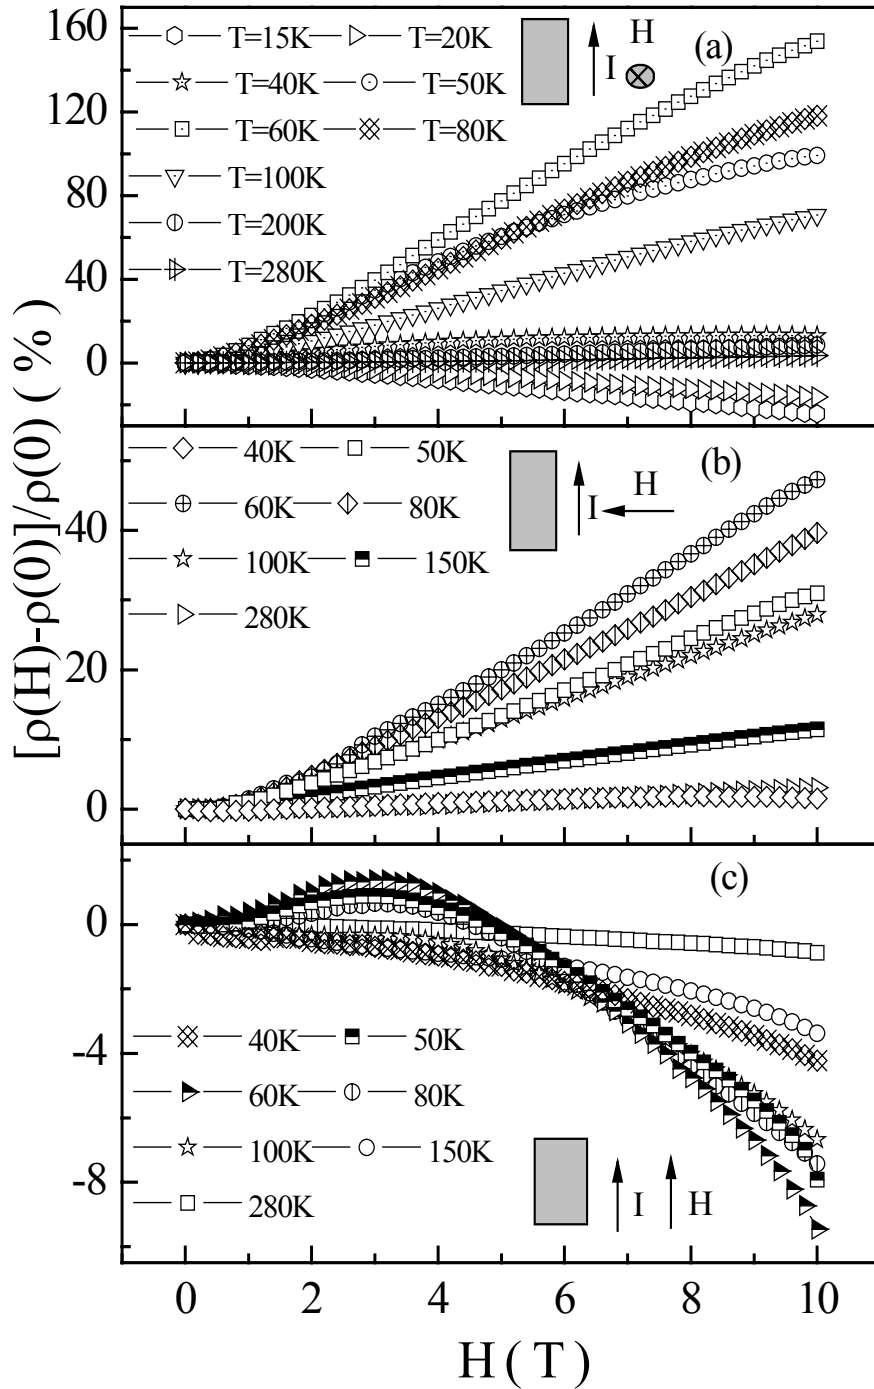 [ρ(H)-ρ(0)]/ρ(0) ( % )
160
120
80
40
0
T=15K T=20K
T=40K T=50K
T=60K T=80K
T=100K
T=200K
T=280K
H
I
(a)
40
20
0
40K 50K
60K 80K
100K 150K
280K
I H
(b)
0
-4
-8
(c)
40K 50K
60K 80K
100K 150K
280K
I H
0 2 4 6 8 10
H ( T )